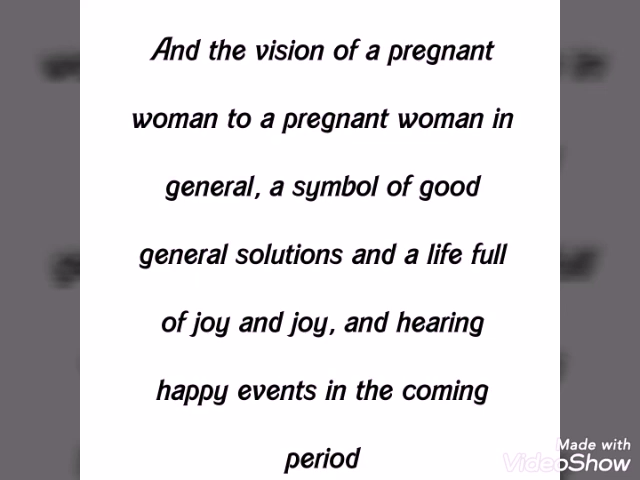 And the vision of a pregnant
woman to a pregnant woman in
general, a symbol of good
general solutions and a life full
of joy and joy, and hearing
happy events in the coming
period
Made with
VideoShow